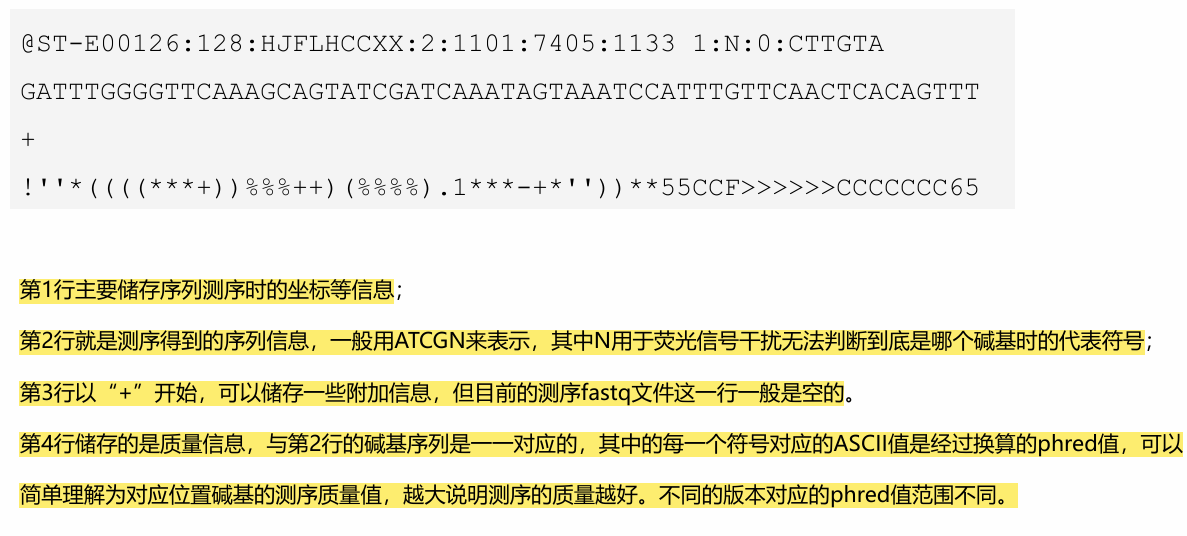 @ST-E00126:128:HJFLHCCXX:2:1101:7405:1133 1:N:0:CTTGTA
GATTTGGGGTTCAAAGCAGTATCGATCAAATAGTAAATCCATTTGTTCAACTCACAGTTT
+
!''*((((***+))%%%++)(%%%%).1***-+*''))**55CCF>>>>>>CCCCCCC65
第1行主要储存序列测序时的坐标等信息;
第2行就是测序得到的序列信息，一般用ATCGN来表示，其中N用于荧光信号干扰无法判断到底是哪个碱基时的代表符号;
第3行以“+”开始，可以储存一些附加信息，但目前的测序fastq文件这一行一般是空的。
第4行储存的是质量信息，与第2行的碱基序列是一一对应的，其中的每一个符号对应的ASCII值是经过换算的phred值，可以
简单理解为对应位置碱基的测序质量值，越大说明测序的质量越好。不同的版本对应的phred值范围不同。